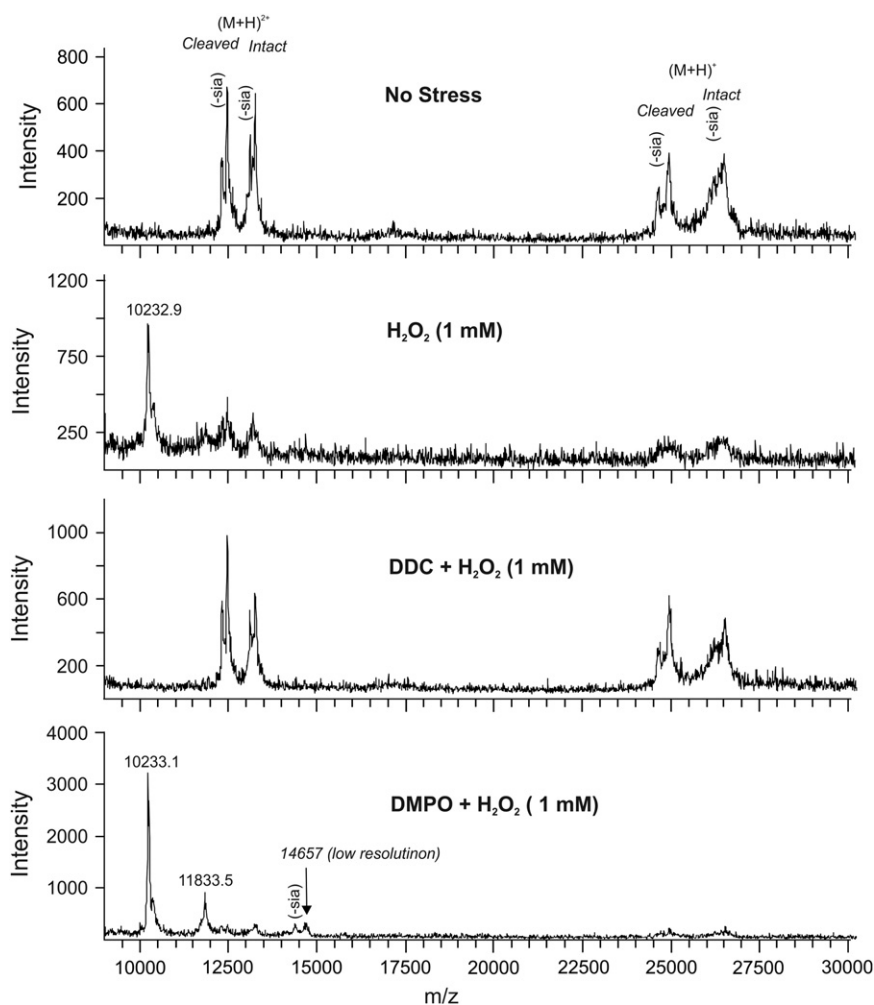 (M+H)²⁺
Cleaved Intact
(M+H)⁺
Cleaved Intact
(-sia) (-sia) (-sia) (-sia)
No Stress
Intensity
800
600
400
200
H₂O₂ (1 mM)
10232.9
Intensity
1200
750
250
DDC + H₂O₂ (1 mM)
Intensity
1000
600
200
DMPO + H₂O₂ ( 1 mM)
10233.1
11833.5
14657 (low resolutinon)
(-sia)
Intensity
4000
3000
2000
1000
10000 12500 15000 17500 20000 22500 25000 27500 30000
m/z